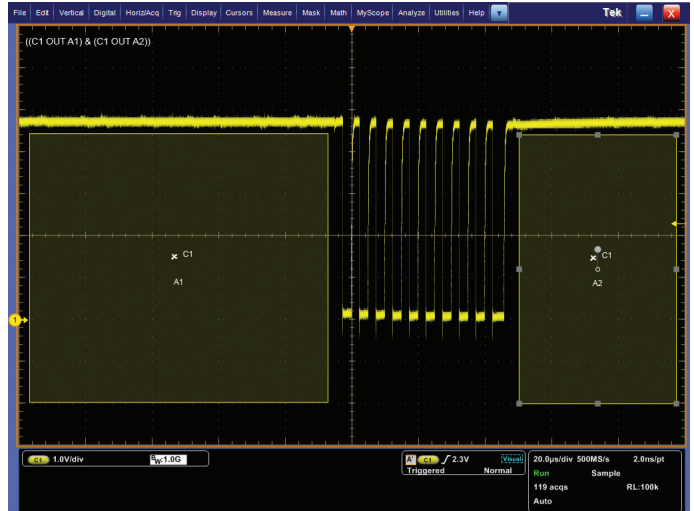 File Edit Vertical Digital Horiz/Acq Trig Display Cursors Measure Mask Math MyScope Analyze Utilities Help Tek X
((C1 OUT A1) & (C1 OUT A2))
C1
A1
C1
A2
1
C1 1.0V/div BW:1.0G
A' C1 2.3V Visual
Triggered Normal
20.0µs/div 500MS/s 2.0ns/pt
Run Sample
119 acqs RL:100k
Auto